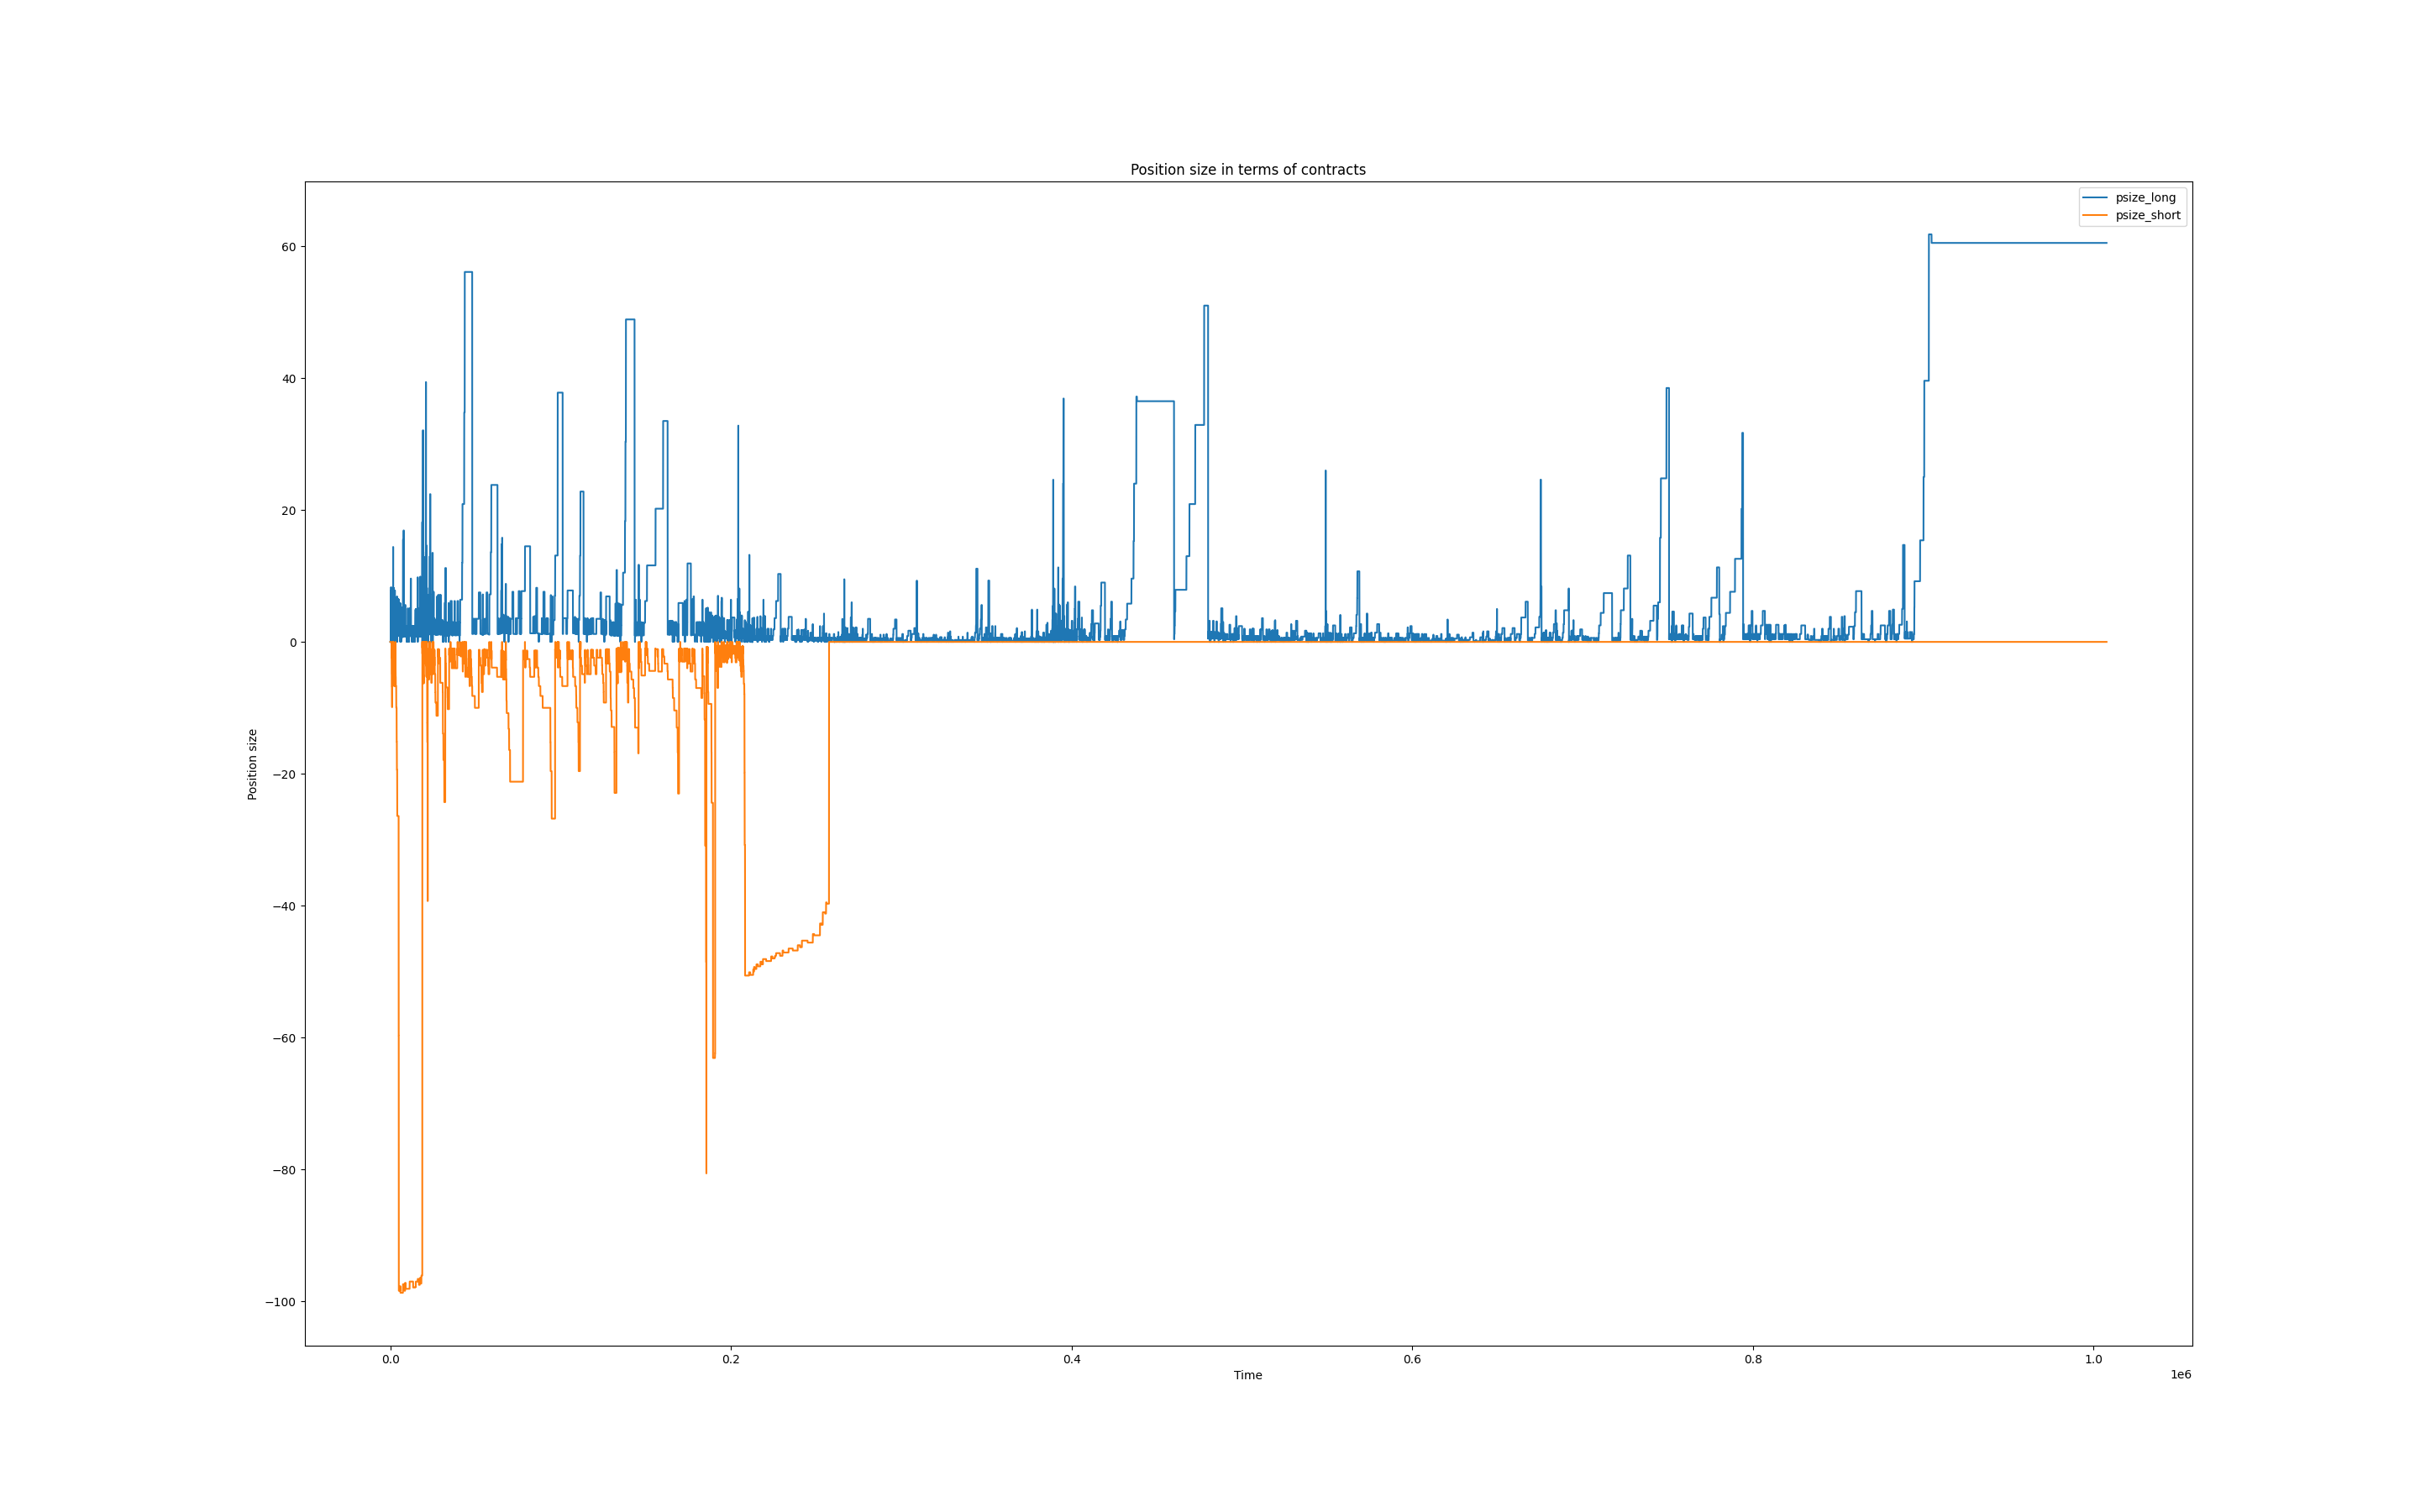 Position size in terms of contracts
psize_long
psize_short
60
40
20
0
−20
−40
−60
−80
−100
Position size
0.0 0.2 0.4 0.6 0.8 1.0
Time
1e6